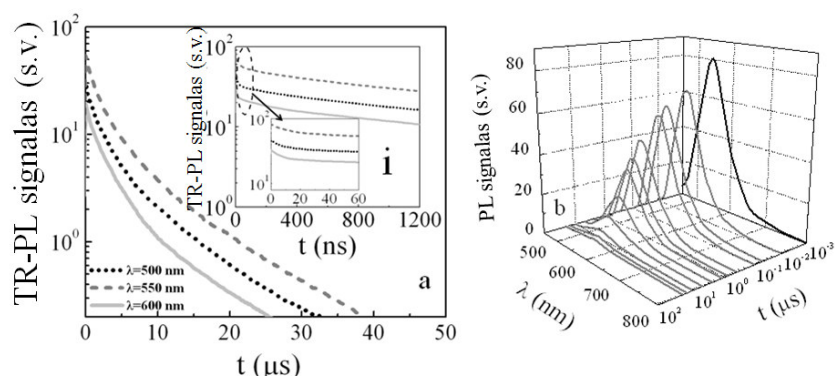 TR-PL signalas (s.v.)
10²
10¹
10⁰
0 10 20 30 40 50
t (μs)
λ=500 nm
λ=550 nm
λ=600 nm
a
TR-PL signalas (s.v.)
10²
10¹
10⁰
0 400 800 1200
t (ns)
i
10²
10¹
0 20 40 60
PL signalas (s.v.)
80
60
40
20
0
b
500
600
700
800
λ (nm)
10² 10¹ 10⁰ 10⁻¹ 10⁻² 10⁻³
t (μs)